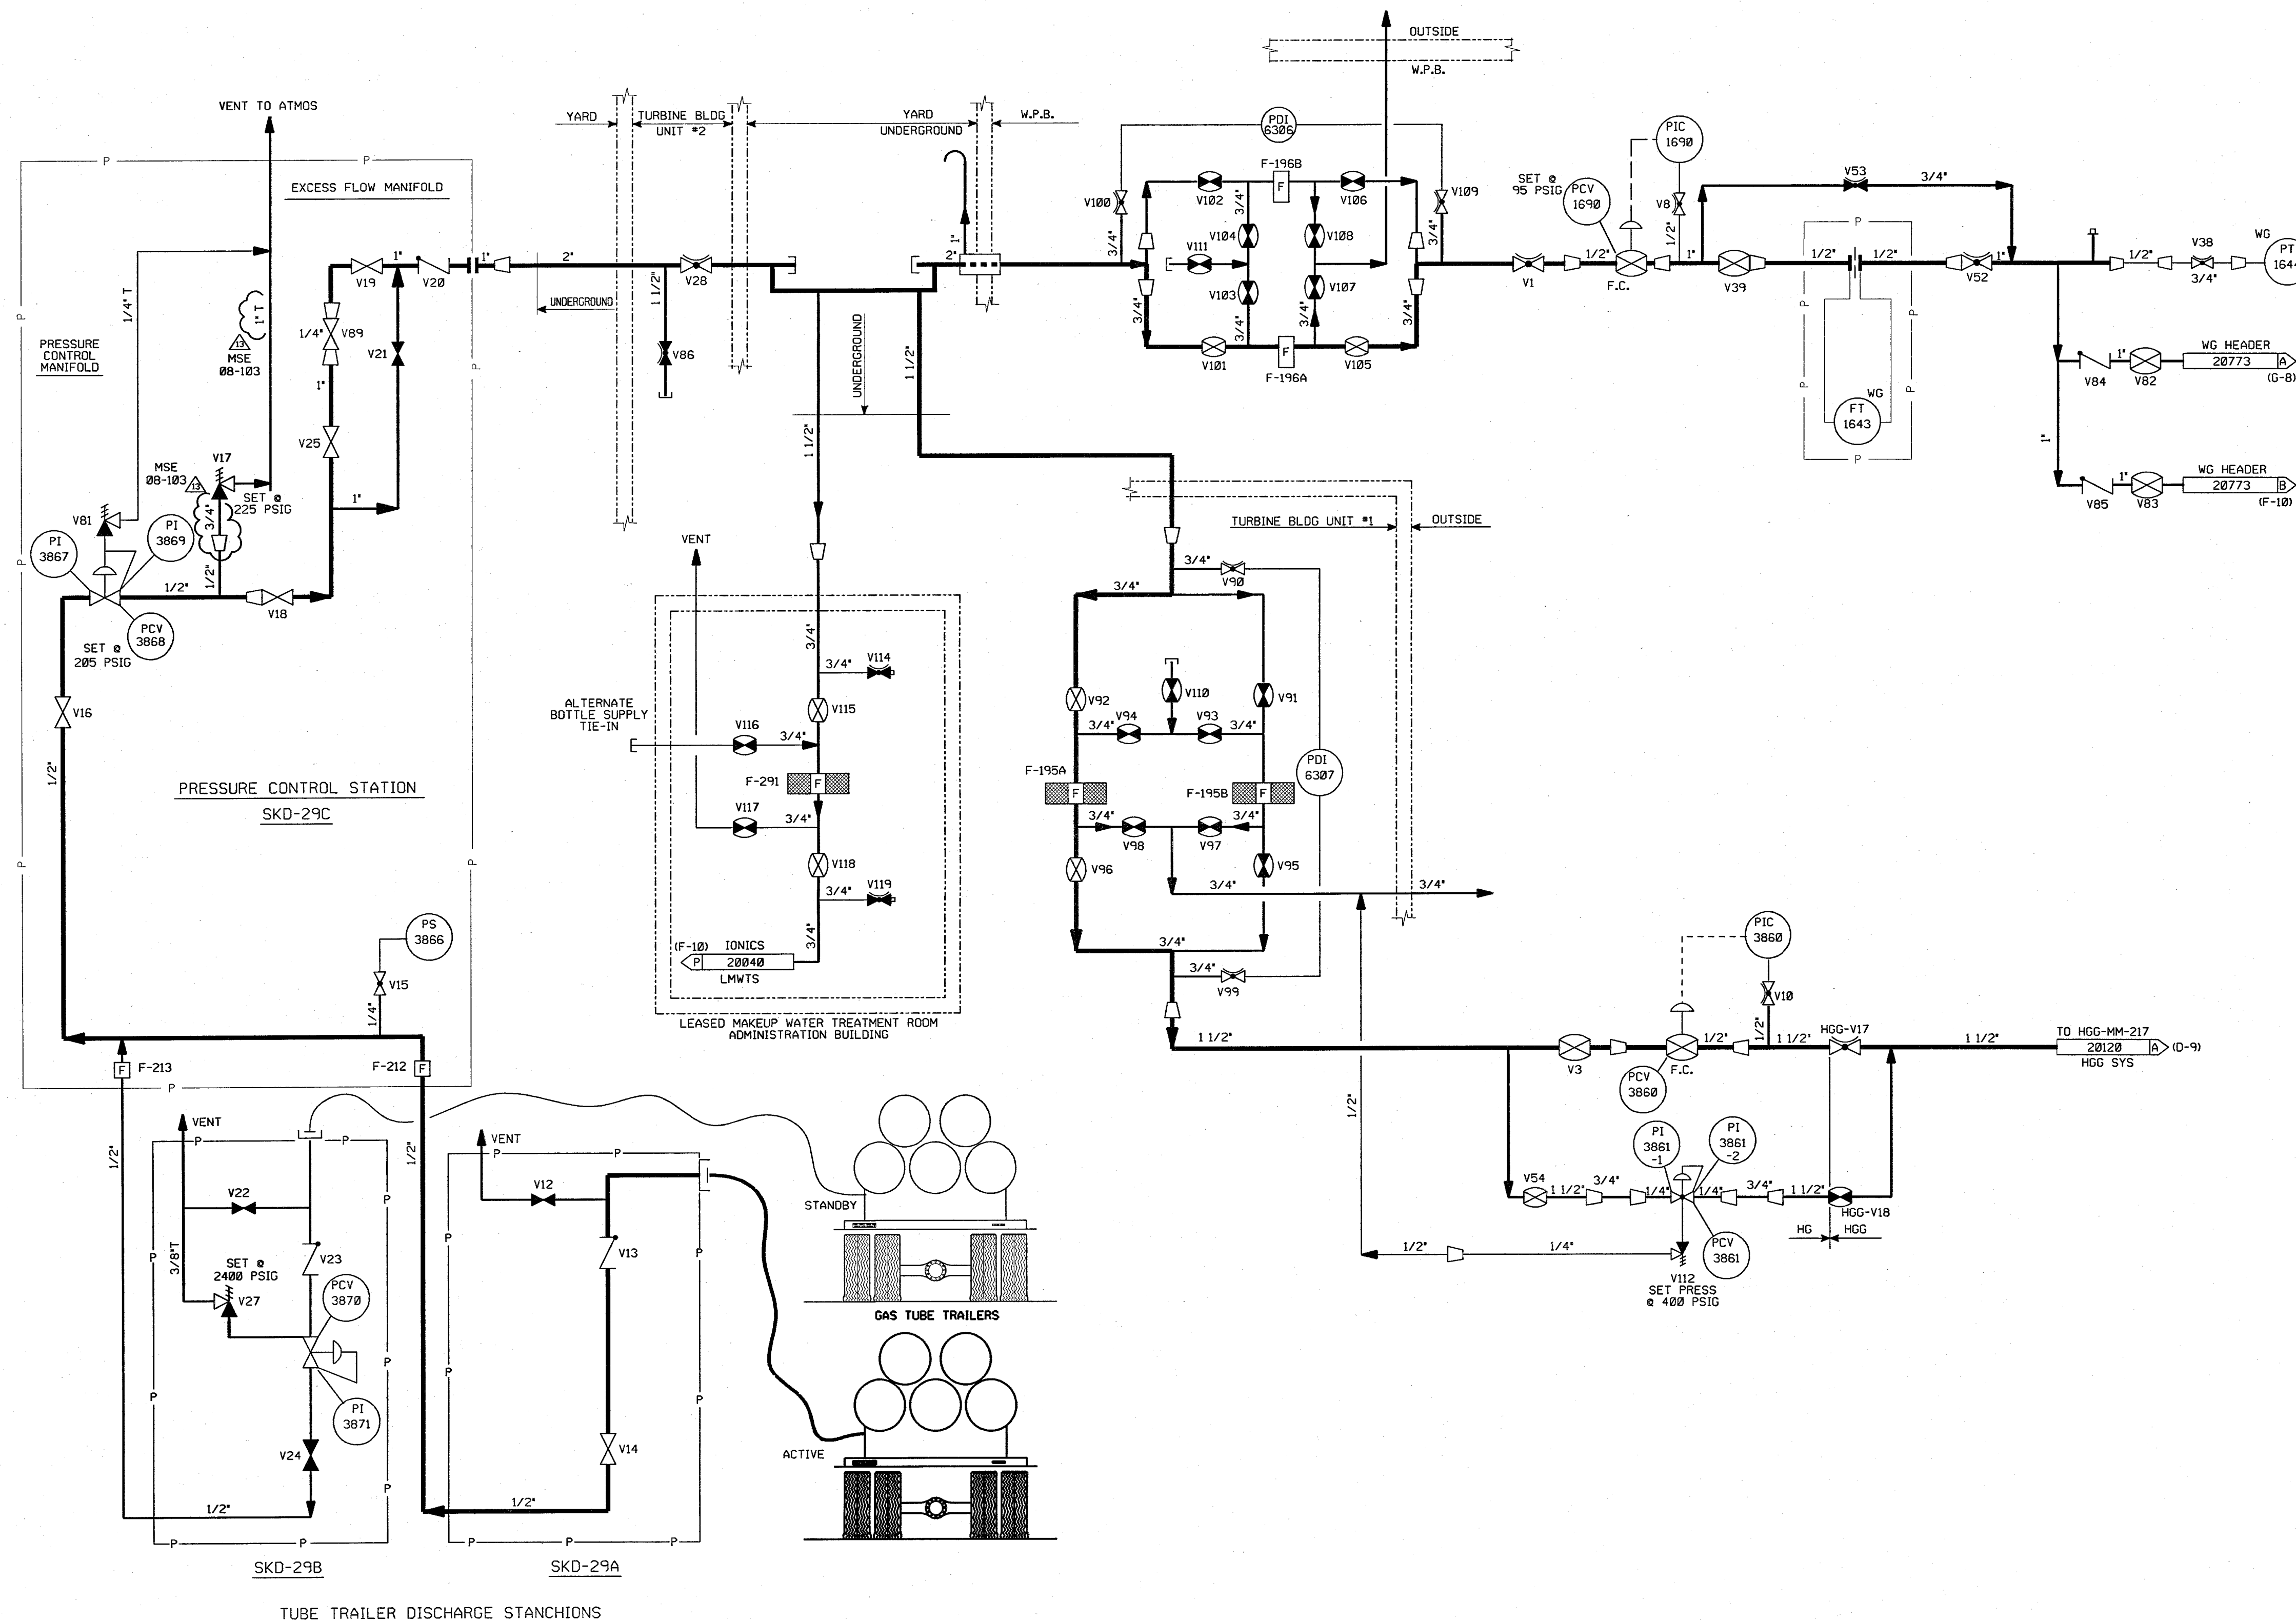 VENT TO ATMOS
P
P
EXCESS FLOW MANIFOLD
1/4" T
1" T
13
MSE
08-103
PRESSURE
CONTROL
MANIFOLD
P
P
P
P
P
P
1"
V19
V20
1"
1/4"
V89
V21
1"
V25
1"
V17
MSE
08-103
13
SET @
225 PSIG
3/4"
1/2"
V81
PI
3867
PI
3869
1/2"
V18
PCV
3868
SET @
205 PSIG
V16
1/2"
PRESSURE CONTROL STATION
SKD-29C
PS
3866
V15
1/4"
F-213
F
F-212
F
P
YARD
TURBINE BLDG
UNIT #2
YARD
UNDERGROUND
W.P.B.
2"
UNDERGROUND
1 1/2"
V28
V86
2"
1"
UNDERGROUND
1 1/2"
1 1/2"
OUTSIDE
W.P.B.
PDI
6306
V100
3/4"
V102
F-196B
F
V106
V109
3/4"
3/4"
V104
V108
V111
V103
V107
3/4"
3/4"
3/4"
3/4"
V101
F
F-196A
V105
V1
SET @
95 PSIG
PCV
1690
1/2"
F.C.
PIC
1690
V8
1/2"
1"
V39
V53
3/4"
P
P
P
P
P
P
1/2"
1/2"
WG
FT
1643
V52
1"
1/2"
V38
3/4"
WG
PT
V84
1"
V82
WG HEADER
20773
A
(G-8)
1"
V85
1"
V83
WG HEADER
20773
B
(F-10)
VENT
3/4"
3/4"
V114
V115
ALTERNATE
BOTTLE SUPPLY
TIE-IN
V116
3/4"
F-291
F
V117
3/4"
V118
3/4"
V119
3/4"
(F-10)
IONICS
P
20040
LMWTS
LEASED MAKEUP WATER TREATMENT ROOM
ADMINISTRATION BUILDING
TURBINE BLDG UNIT #1
OUTSIDE
3/4"
V90
3/4"
V92
V110
V91
3/4"
V94
V93
3/4"
F-195A
F
F-195B
F
PDI
6307
3/4"
V98
V97
3/4"
V96
V95
3/4"
3/4"
3/4"
3/4"
V99
1 1/2"
V3
PCV
3860
F.C.
PIC
3860
V10
1/2"
1/2"
1 1/2"
HGG-V17
1 1/2"
TO HGG-MM-217
20120
A
(D-9)
HGG SYS
1/2"
V54
1 1/2"
3/4"
1/4"
PI
3861
-1
PI
3861
-2
1/4"
3/4"
1 1/2"
HGG-V18
HG
HGG
PCV
3861
1/2"
1/4"
V112
SET PRESS
@ 400 PSIG
VENT
P
P
1/2"
V22
3/8"T
P
P
SET @
2400 PSIG
V27
V23
PCV
3870
P
P
P
PI
3871
V24
1/2"
P
P
SKD-29B
1/2"
VENT
P
P
V12
P
P
V13
P
P
V14
1/2"
P
P
P
SKD-29A
STANDBY
GAS TUBE TRAILERS
ACTIVE
TUBE TRAILER DISCHARGE STANCHIONS